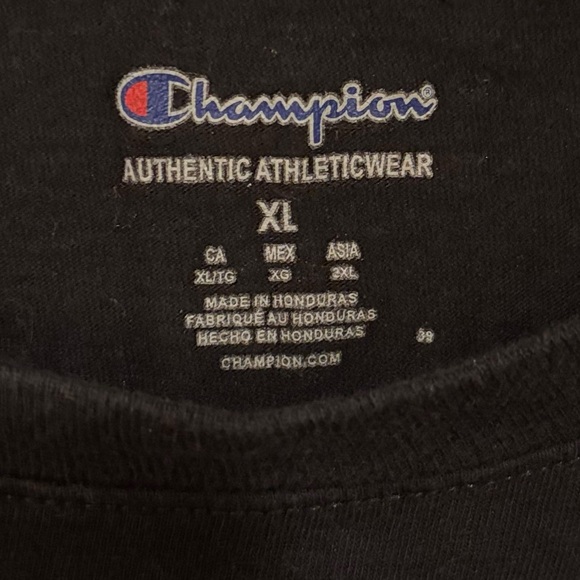 Champion®
AUTHENTIC ATHLETICWEAR
XL
CA MEX ASIA
XL/TG XG 2XL
MADE IN HONDURAS
FABRIQUÉ AU HONDURAS
HECHO EN HONDURAS
CHAMPION.COM